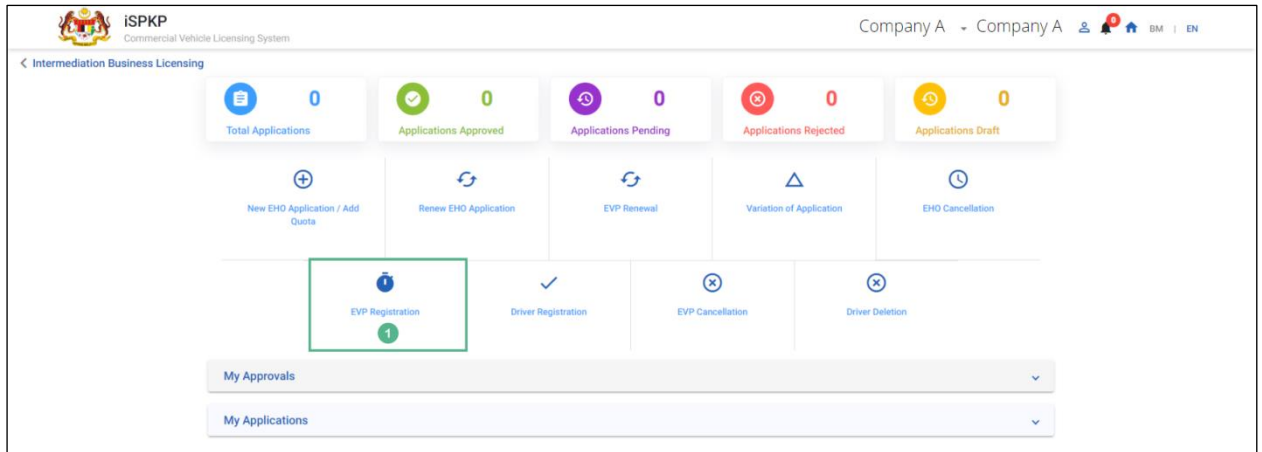 iSPKP
Commercial Vehicle Licensing System
Company A Company A 0 BM | EN
Intermediation Business Licensing
0 0 0 0 0
Total Applications Applications Approved Applications Pending Applications Rejected Applications Draft
New EHO Application / Add Quota
Renew EHO Application
EVP Renewal
Variation of Application
EHO Cancellation
EVP Registration
1
Driver Registration
EVP Cancellation
Driver Deletion
My Approvals
My Applications